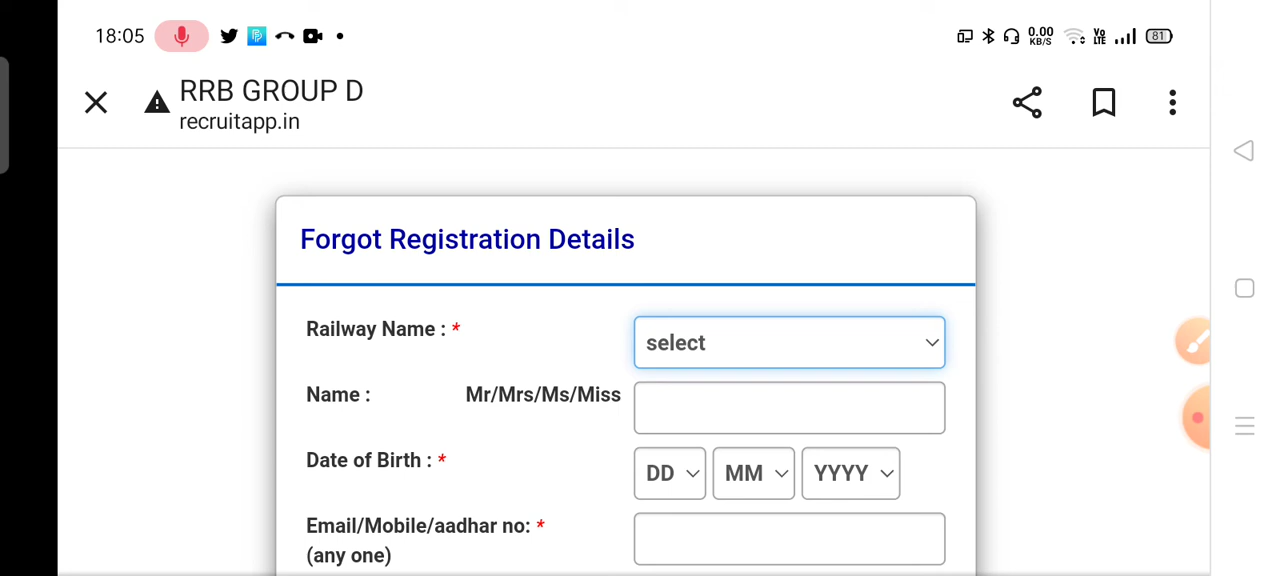 18:05 0.00 KB/S VO LTE 81
RRB GROUP D
recruitapp.in
Forgot Registration Details
Railway Name : * select
Name : Mr/Mrs/Ms/Miss
Date of Birth : * DD MM YYYY
Email/Mobile/aadhar no: *
(any one)